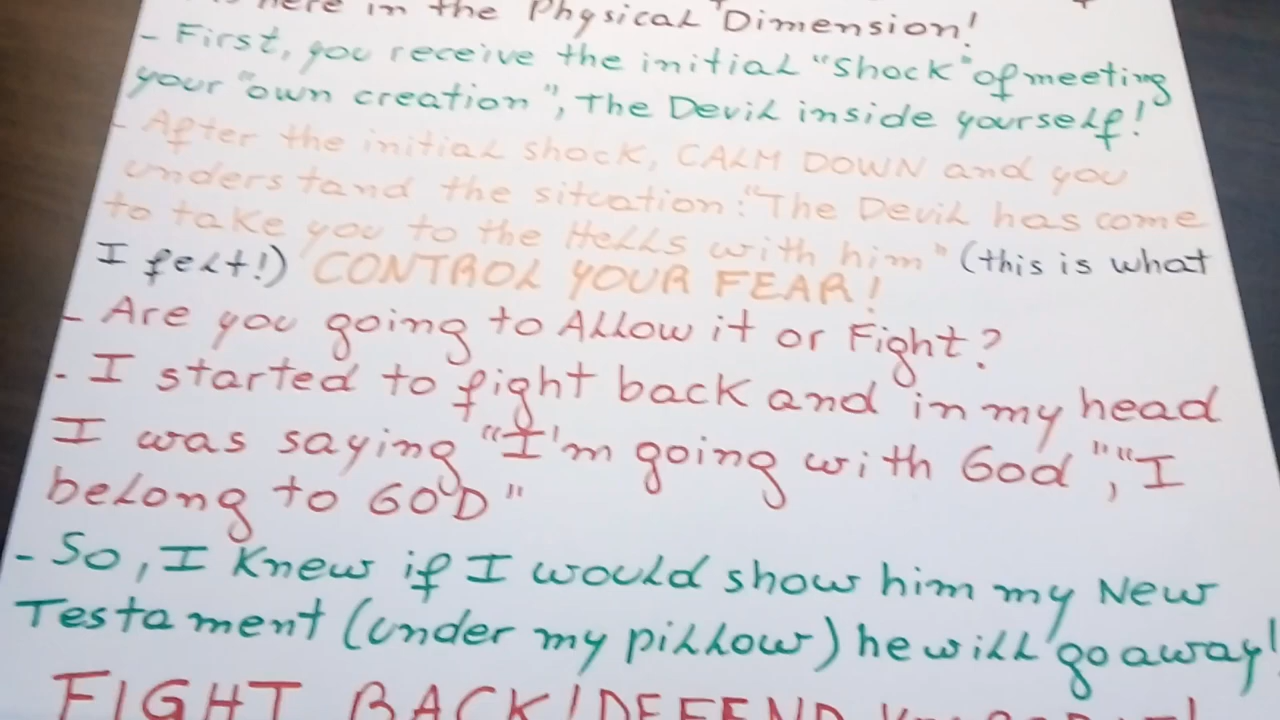 here in the Physical Dimension!
- First, you receive the initial "Shock" of meeting
your "own creation", The Devil inside yourself!
- After the initial shock, CALM DOWN and you
understand the situation: "The Devil has come
to take you to the Hells with him" (this is what
I felt!) CONTROL YOUR FEAR!
- Are you going to Allow it or Fight?
- I started to fight back and in my head
I was saying "I'm going with God", "I
belong to GOD"
- So, I Knew if I would show him my New
Testament (under my pillow) he will go away!
FIGHT BACK! DEFEND